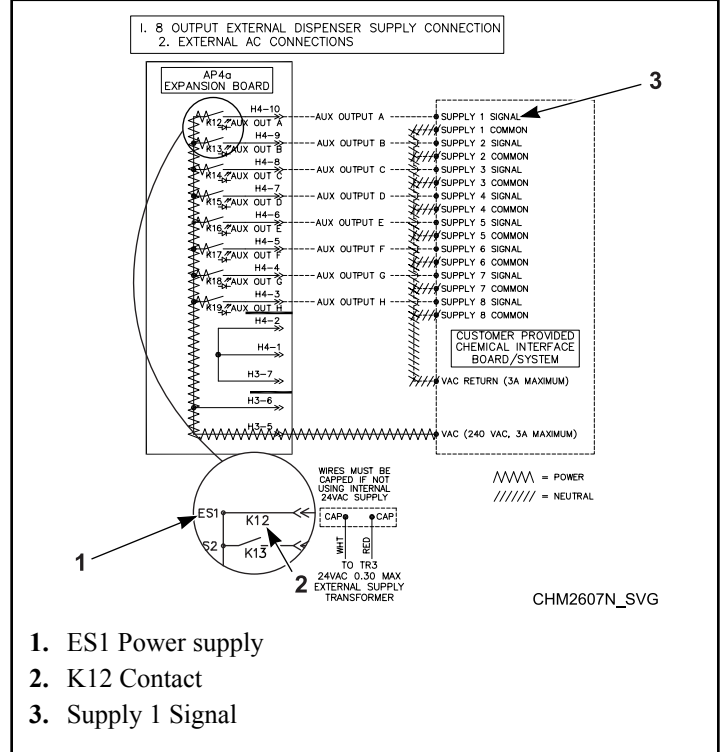 1. 8 OUTPUT EXTERNAL DISPENSER SUPPLY CONNECTION
2. EXTERNAL AC CONNECTIONS
AP4a
EXPANSION BOARD
H4-10
K12 AUX OUT A
AUX OUTPUT A
SUPPLY 1 SIGNAL
3
SUPPLY 1 COMMON
H4-9
K13 AUX OUT B
AUX OUTPUT B
SUPPLY 2 SIGNAL
SUPPLY 2 COMMON
H4-8
K14 AUX OUT C
AUX OUTPUT C
SUPPLY 3 SIGNAL
SUPPLY 3 COMMON
H4-7
K15 AUX OUT D
AUX OUTPUT D
SUPPLY 4 SIGNAL
SUPPLY 4 COMMON
H4-6
K16 AUX OUT E
AUX OUTPUT E
SUPPLY 5 SIGNAL
SUPPLY 5 COMMON
H4-5
K17 AUX OUT F
AUX OUTPUT F
SUPPLY 6 SIGNAL
SUPPLY 6 COMMON
H4-4
K18 AUX OUT G
AUX OUTPUT G
SUPPLY 7 SIGNAL
SUPPLY 7 COMMON
H4-3
K19 AUX OUT H
AUX OUTPUT H
SUPPLY 8 SIGNAL
SUPPLY 8 COMMON
H4-2
H4-1
H3-7
H3-6
H3-5
CUSTOMER PROVIDED
CHEMICAL INTERFACE
BOARD/SYSTEM
VAC RETURN (3A MAXIMUM)
VAC (240 VAC, 3A MAXIMUM)
= POWER
= NEUTRAL
WIRES MUST BE
CAPPED IF NOT
USING INTERNAL
24VAC SUPPLY
CAP CAP
WHT RED
TO TR3
24VAC 0.30 MAX
EXTERNAL SUPPLY
TRANSFORMER
ES1
K12
S2
K13
1
2
CHM2607N_SVG
1. ES1 Power supply
2. K12 Contact
3. Supply 1 Signal